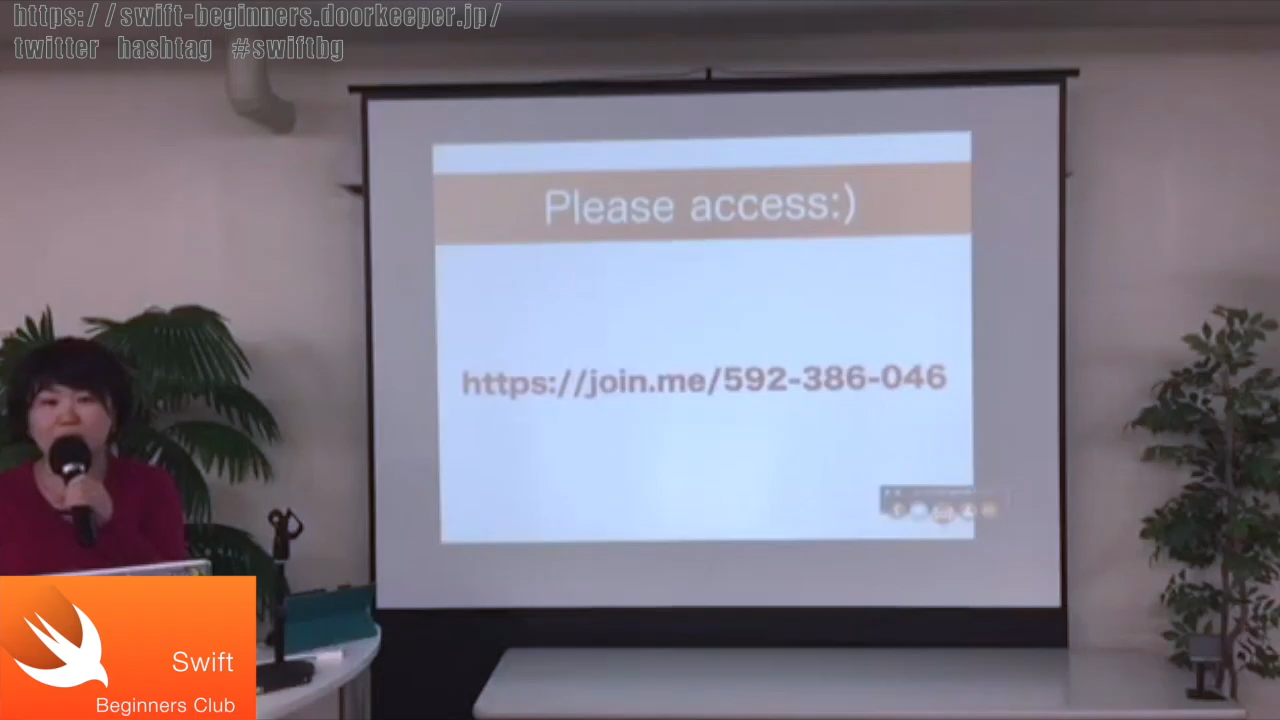 https://swift-beginners.doorkeeper.jp/
twitter hashtag #swiftbg
Please access:)
https://join.me/592-386-046
Swift
Beginners Club